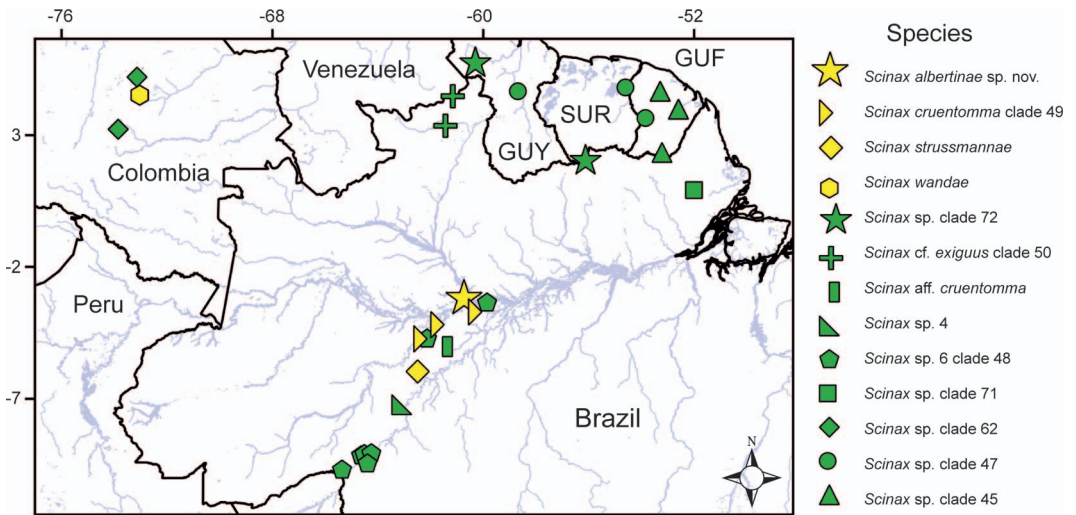 -76
-68
-60
-52
3
-2
-7
Venezuela
GUF
SUR
GUY
Colombia
Peru
Brazil
N
Species
Scinax albertinae sp. nov.
Scinax cruentomma clade 49
Scinax strussmannae
Scinax wandae
Scinax sp. clade 72
Scinax cf. exiguus clade 50
Scinax aff. cruentomma
Scinax sp. 4
Scinax sp. 6 clade 48
Scinax sp. clade 71
Scinax sp. clade 62
Scinax sp. clade 47
Scinax sp. clade 45